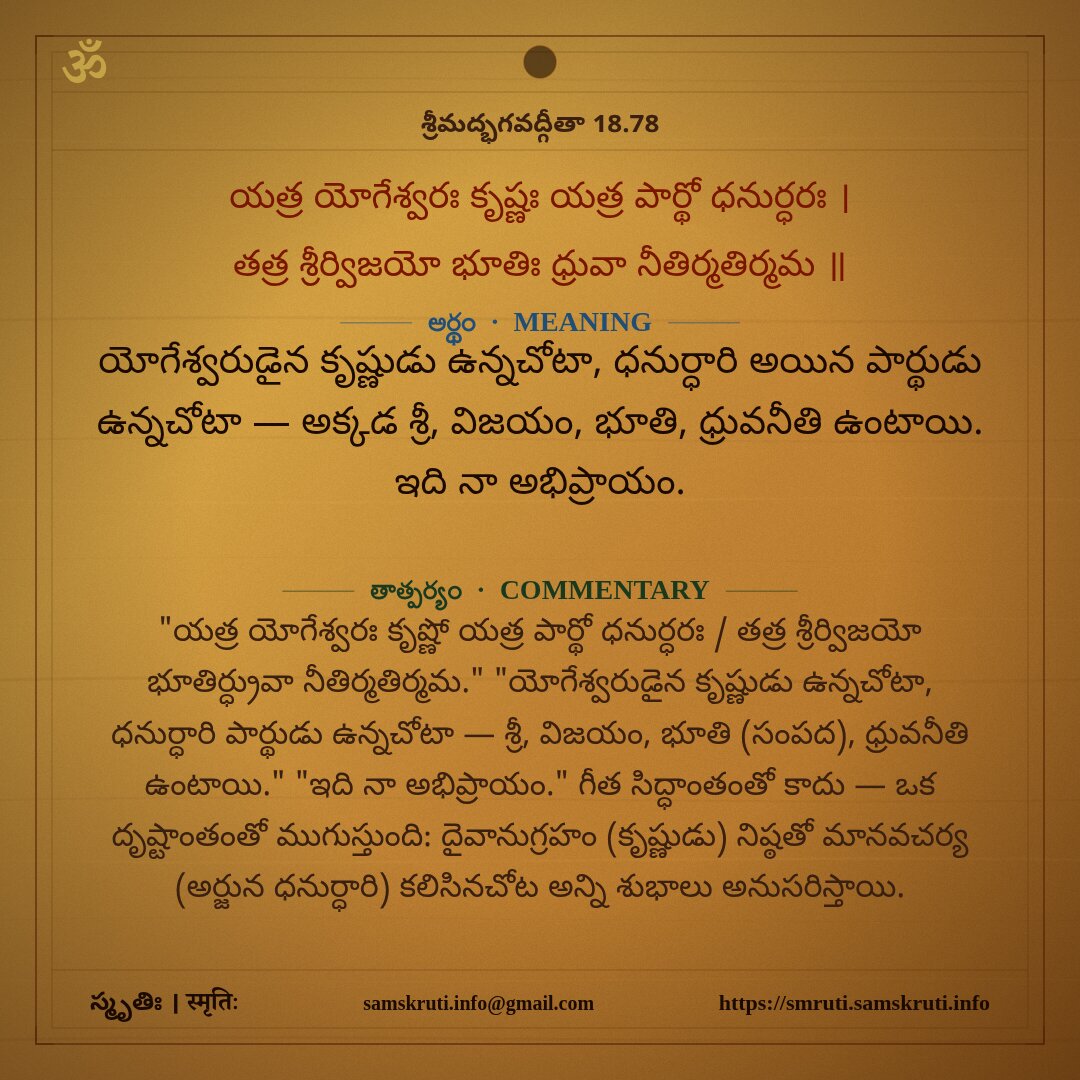 ॐ
శ్రీమద్భగవద్గీతా 18.78
యత్ర యోగేశ్వరః కృష్ణః యత్ర పార్థో ధనుర్ధరః |
తత్ర శ్రీర్విజయో భూతిః ధ్రువా నీతిర్మతిర్మమ ॥
అర్థం · MEANING
యోగేశ్వరుడైన కృష్ణుడు ఉన్నచోటా, ధనుర్ధారి అయిన పార్థుడు
ఉన్నచోటా — అక్కడ శ్రీ, విజయం, భూతి, ధ్రువనీతి ఉంటాయి.
ఇది నా అభిప్రాయం.
తాత్పర్యం · COMMENTARY
"యత్ర యోగేశ్వరః కృష్ణో యత్ర పార్థో ధనుర్ధరః / తత్ర శ్రీర్విజయో
భూతిర్ధ్రువా నీతిర్మతిర్మమ." "యోగేశ్వరుడైన కృష్ణుడు ఉన్నచోటా,
ధనుర్ధారి పార్థుడు ఉన్నచోటా — శ్రీ, విజయం, భూతి (సంపద), ధ్రువనీతి
ఉంటాయి." "ఇది నా అభిప్రాయం." గీత సిద్ధాంతంతో కాదు — ఒక
దృష్టాంతంతో ముగుస్తుంది: దైవానుగ్రహం (కృష్ణుడు) నిష్ఠతో మానవచర్య
(అర్జున ధనుర్ధారి) కలిసినచోట అన్ని శుభాలు అనుసరిస్తాయి.
స్మృతిః | स्मृतिः samskruti.info@gmail.com https://smruti.samskruti.info